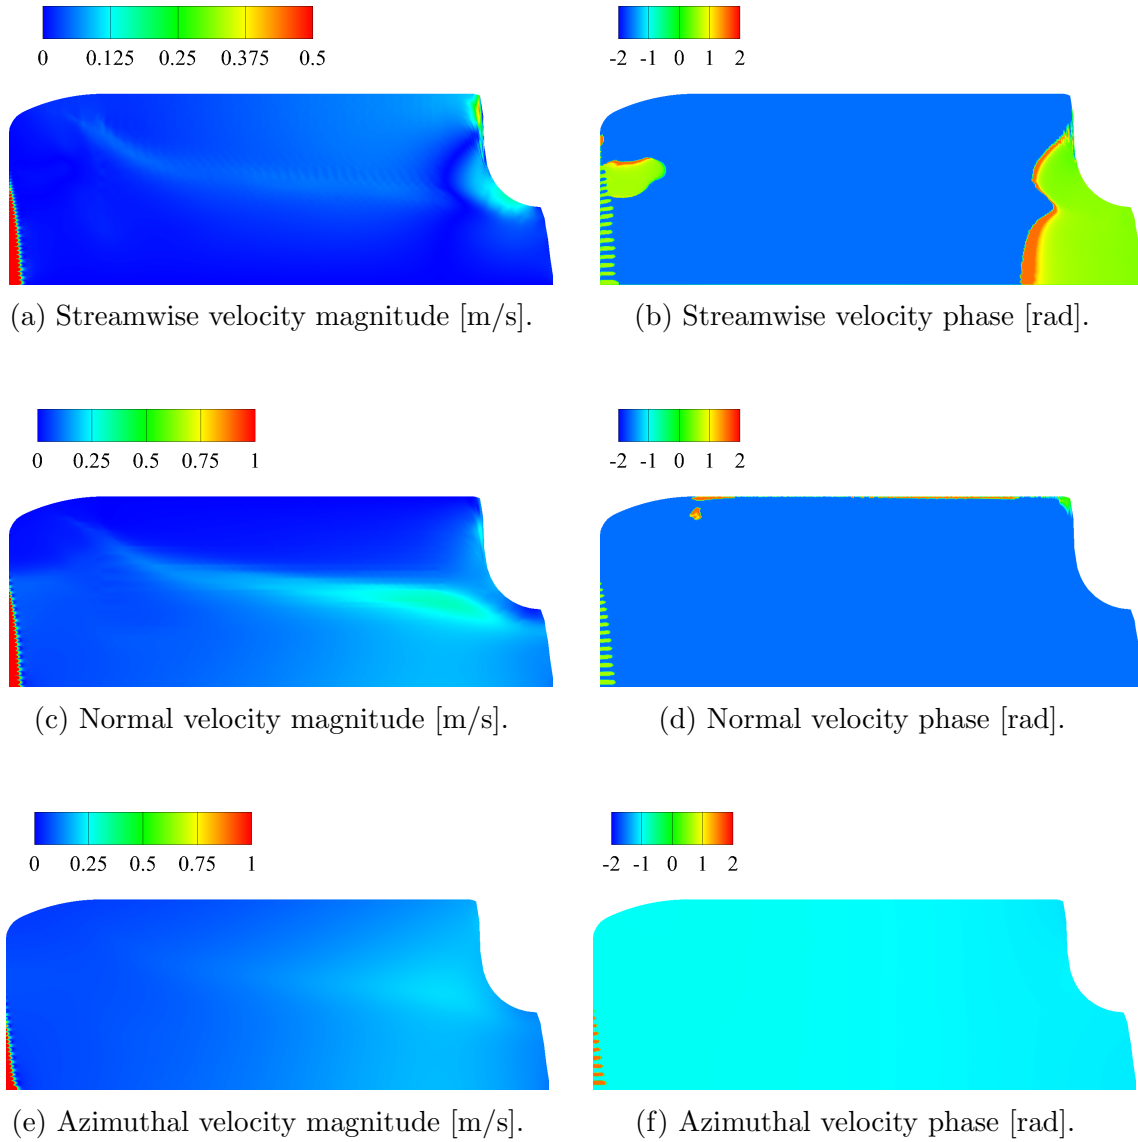 0 0.125 0.25 0.375 0.5
-2 -1 0 1 2
(a) Streamwise velocity magnitude [m/s].
(b) Streamwise velocity phase [rad].
0 0.25 0.5 0.75 1
-2 -1 0 1 2
(c) Normal velocity magnitude [m/s].
(d) Normal velocity phase [rad].
0 0.25 0.5 0.75 1
-2 -1 0 1 2
(e) Azimuthal velocity magnitude [m/s].
(f) Azimuthal velocity phase [rad].